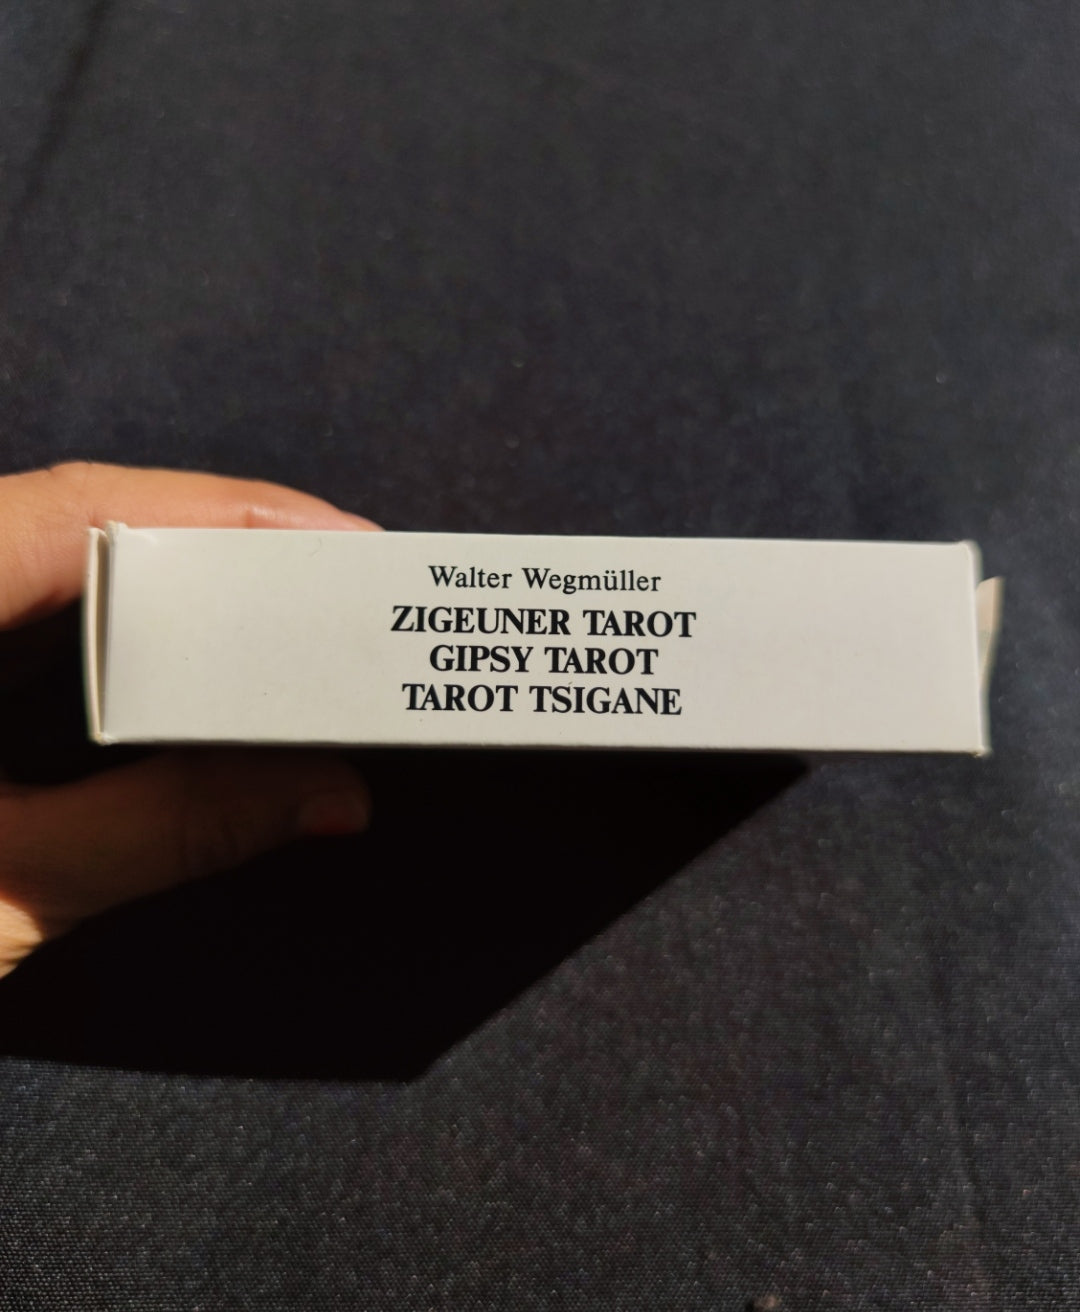 Walter Wegmüller
ZIGEUNER TAROT
GIPSY TAROT
TAROT TSIGANE